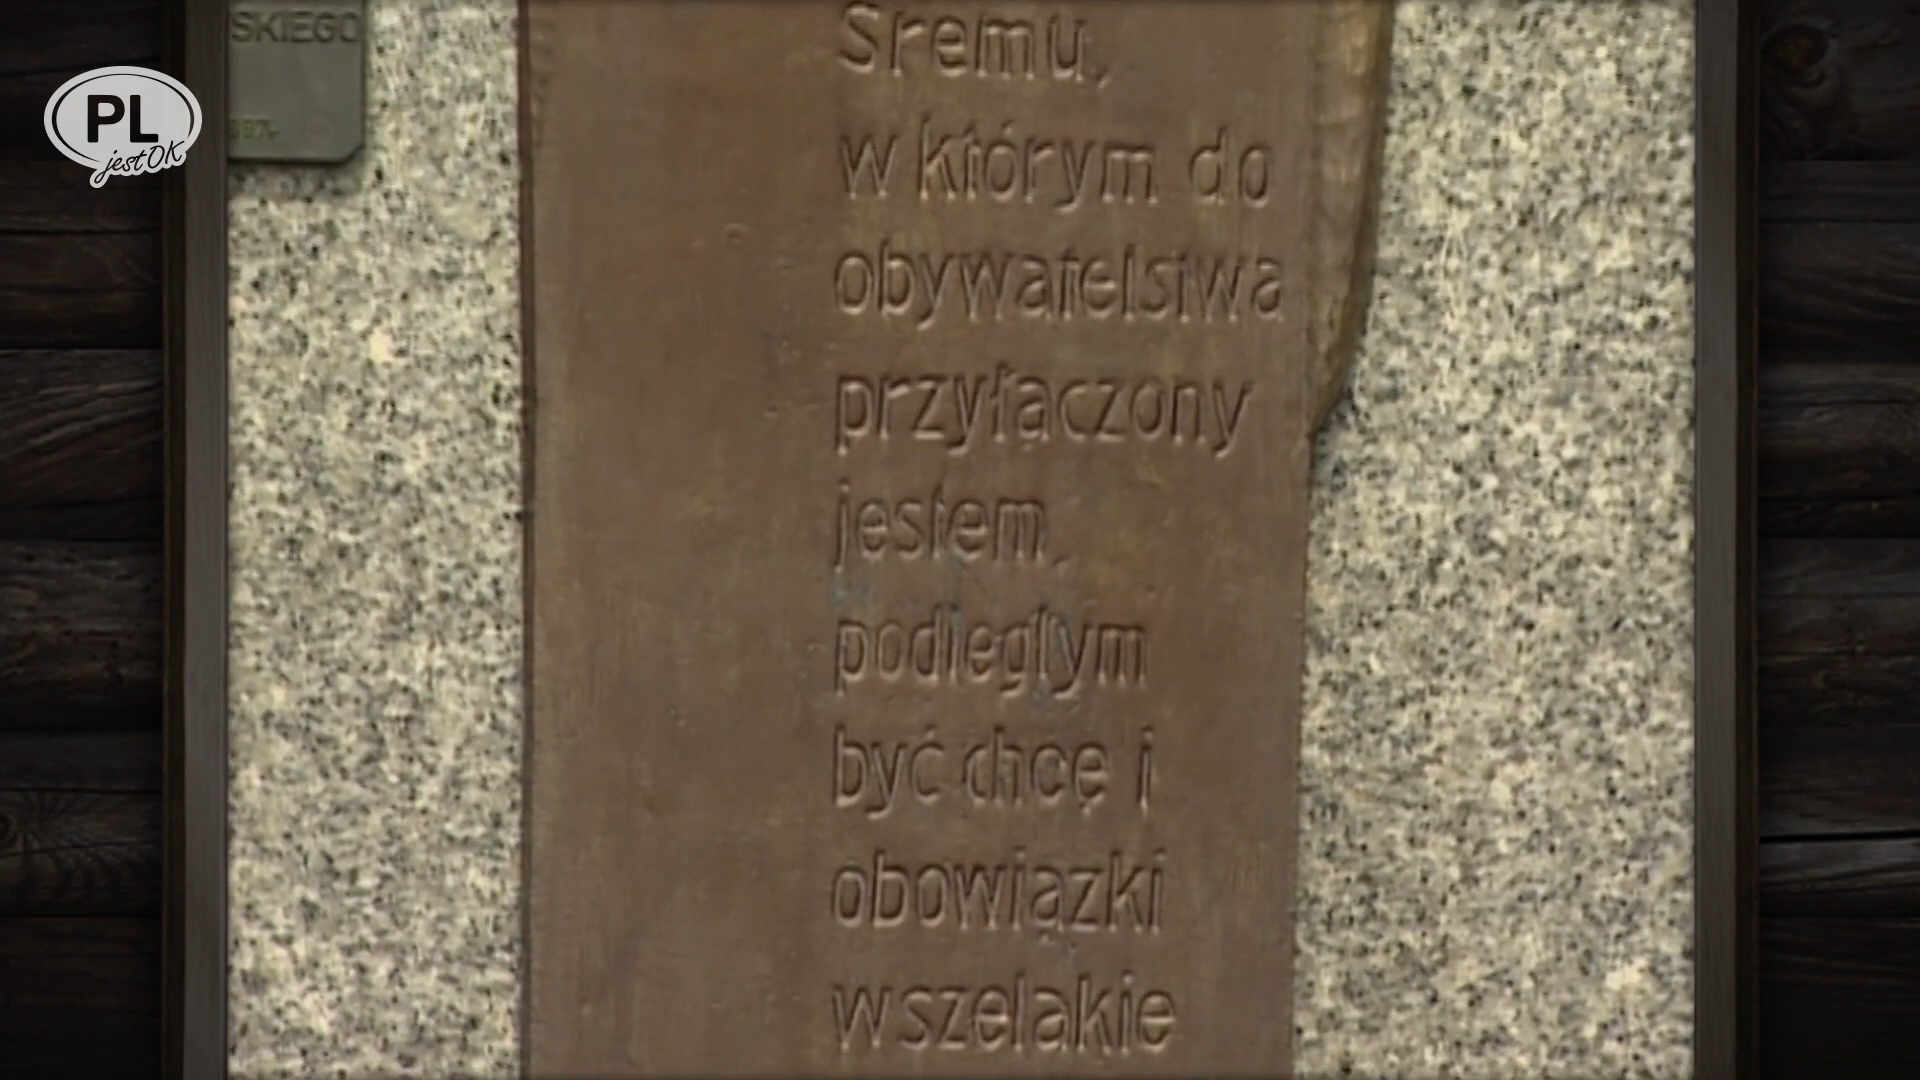 SKIEGO
PL
jest OK
Śremu,
w którym do
obywatelstwa
przyłączony
jestem,
podległym
być chcę i
obowiązki
wszelakie